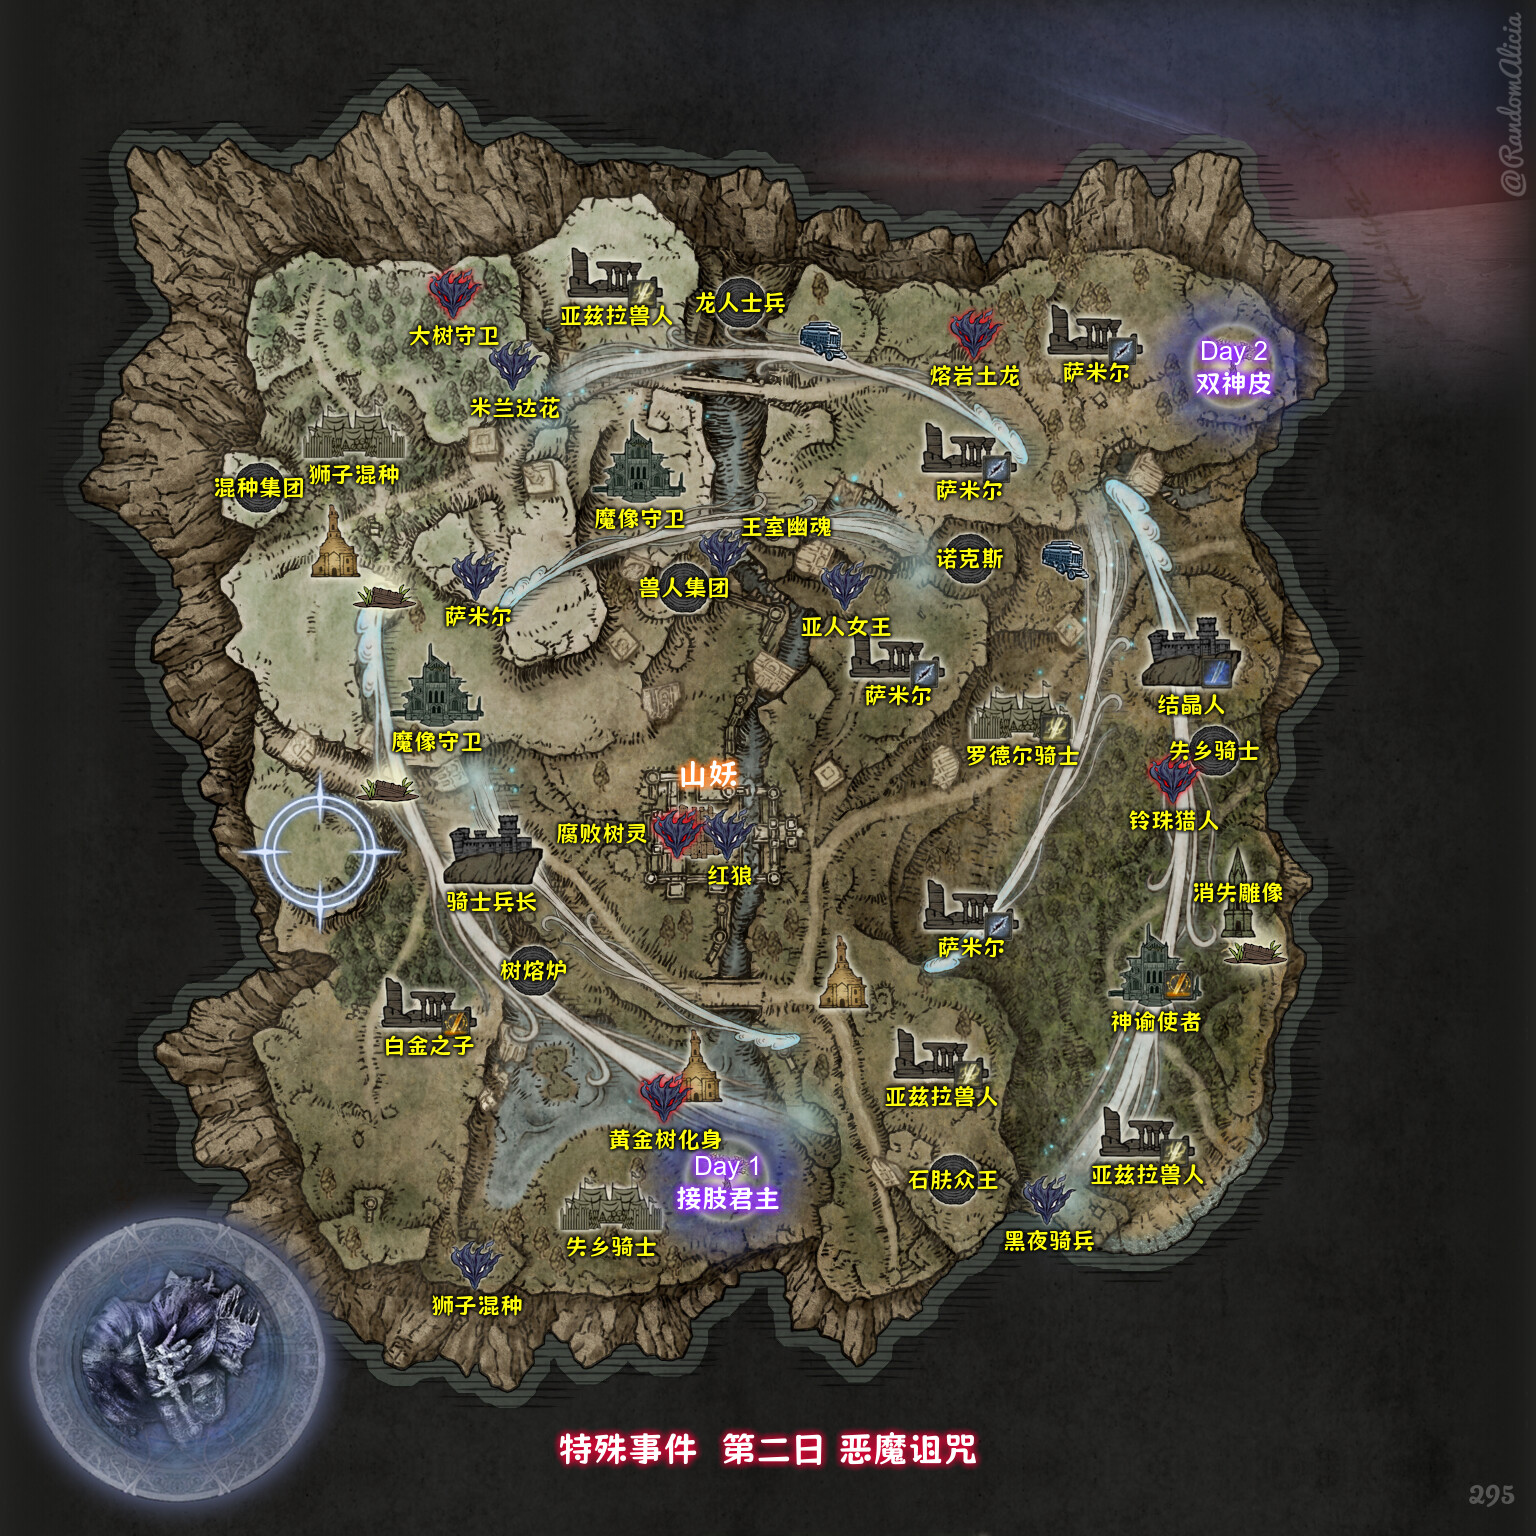 @RandomAlicia
大树守卫
亚兹拉兽人
龙人士兵
熔岩土龙
萨米尔
Day 2
双神皮
米兰达花
狮子混种
混种集团
魔像守卫
萨米尔
王室幽魂
诺克斯
兽人集团
萨米尔
亚人女王
萨米尔
结晶人
魔像守卫
罗德尔骑士
失乡骑士
山妖
腐败树灵
红狼
铃珠猎人
骑士兵长
消失雕像
萨米尔
树熔炉
白金之子
神谕使者
亚兹拉兽人
黄金树化身
Day 1
接肢君主
石肤众王
亚兹拉兽人
失乡骑士
黑夜骑兵
狮子混种
特殊事件 第二日 恶魔诅咒
295